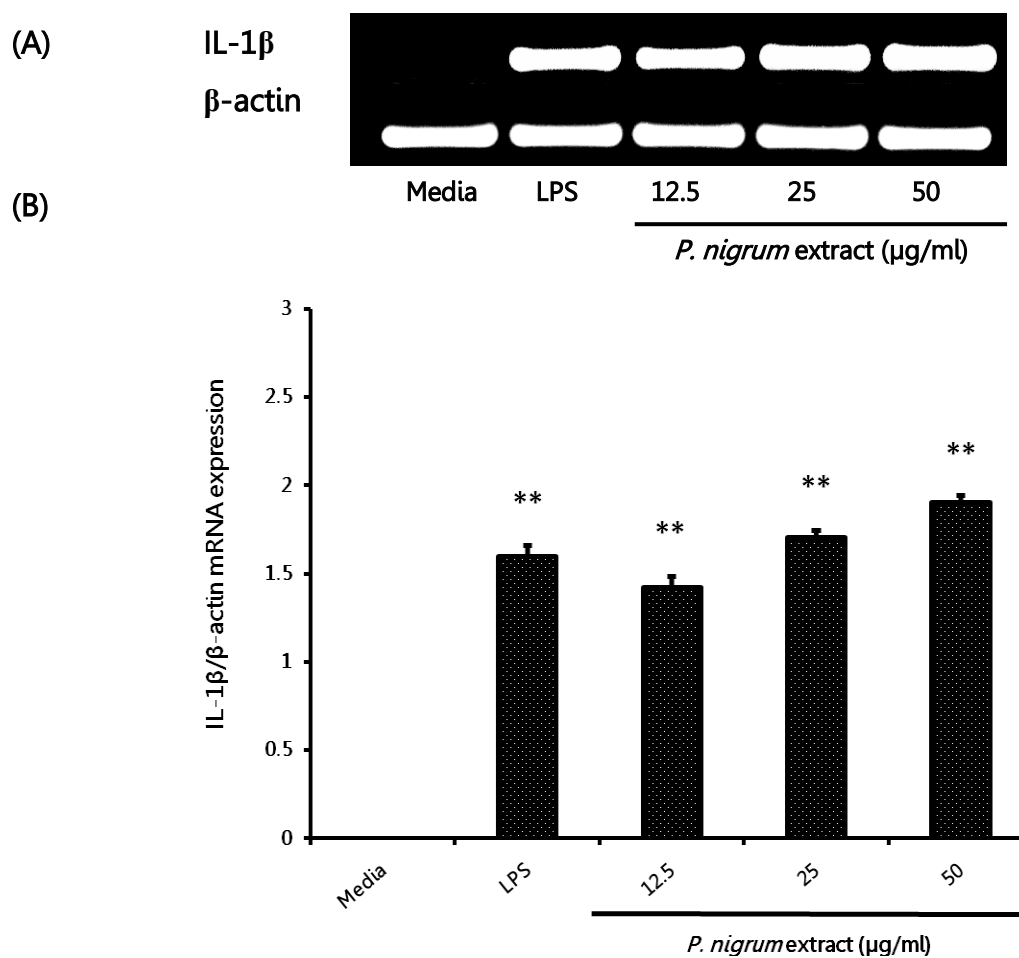 (A)
IL-1β
β-actin
Media LPS 12.5 25 50
P. nigrum extract (μg/ml)
(B)
3
2.5
2
1.5
1
0.5
0
IL-1β/β-actin mRNA expression
**
**
**
**
Media LPS 12.5 25 50
P. nigrum extract (μg/ml)